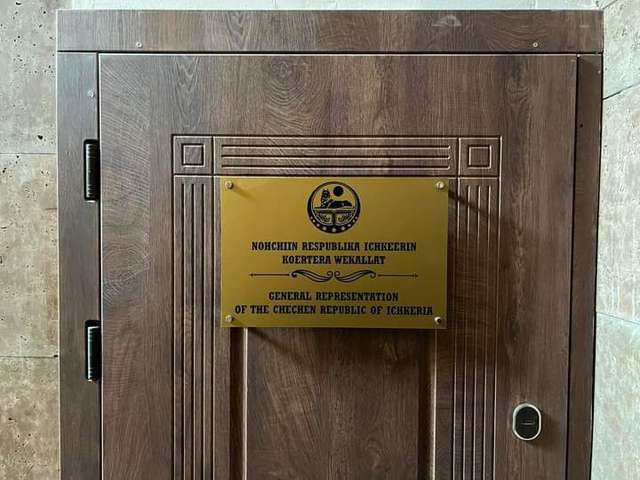 NOHCHIIN RESPUBLIKA ICHKEERIN
KOERTERA WEKALLAT
GENERAL REPRESENTATION
OF THE CHECHEN REPUBLIC OF ICHKERIA